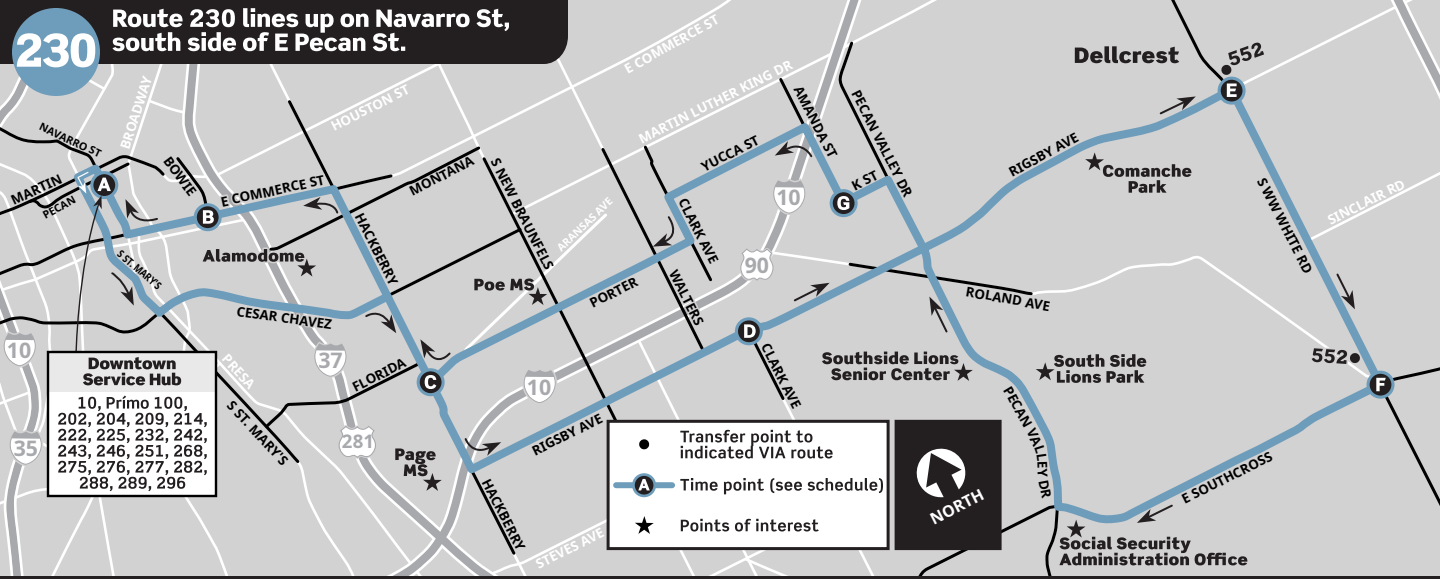 230
Route 230 lines up on Navarro St,
south side of E Pecan St.
E COMMERCE ST
Dellcrest
552
E
HOUSTON ST
BROADWAY
MARTIN LUTHER KING DR
AMANDA ST
PECAN VALLEY DR
NAVARRO ST
BOWIE
MARTIN
PECAN
A
B
E COMMERCE ST
MONTANA
S NEW BRAUNFELS
ARANSAS AVE
YUCCA ST
K ST
G
10
RIGSBY AVE
Comanche
Park
S WW WHITE RD
SINCLAIR RD
HACKBERRY
Alamodome
S ST. MARY'S
CLARK AVE
90
Poe MS
PORTER
WALTERS
ROLAND AVE
CESAR CHAVEZ
10
37
D
CLARK AVE
Southside Lions
Senior Center
South Side
Lions Park
552
F
Downtown
Service Hub
10, Prímo 100,
202, 204, 209, 214,
222, 225, 232, 242,
243, 246, 251, 268,
275, 276, 277, 282,
288, 289, 296
PRESA
FLORIDA
C
10
S ST. MARY'S
281
35
Page
MS
RIGSBY AVE
HACKBERRY
STEVES AVE
Transfer point to
indicated VIA route
A
Time point (see schedule)
Points of interest
NORTH
PECAN VALLEY DR
E SOUTHCROSS
Social Security
Administration Office